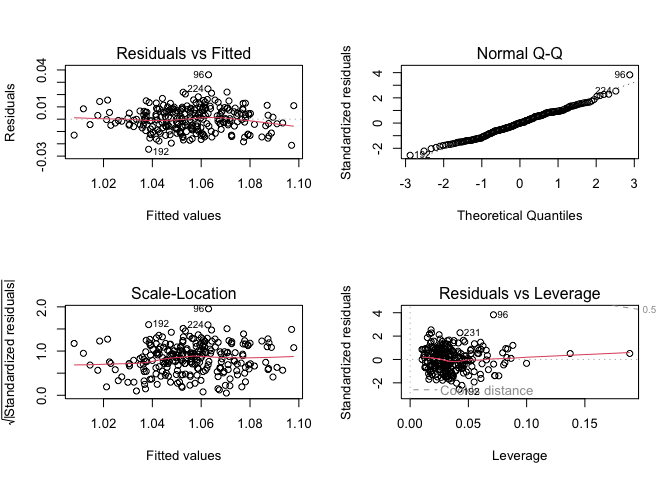 Residuals vs Fitted
Residuals
0.04
0.01
-0.03
96
224
192
1.02 1.04 1.06 1.08 1.10
Fitted values
Normal Q-Q
Standardized residuals
4
2
0
-2
96
224
192
-3 -2 -1 0 1 2 3
Theoretical Quantiles
Scale-Location
√|Standardized residuals|
2.0
1.0
0.0
96
192
224
1.02 1.04 1.06 1.08 1.10
Fitted values
Residuals vs Leverage
Standardized residuals
4
2
0
-2
0.5
96
231
192
Cook's distance
0.00 0.05 0.10 0.15
Leverage